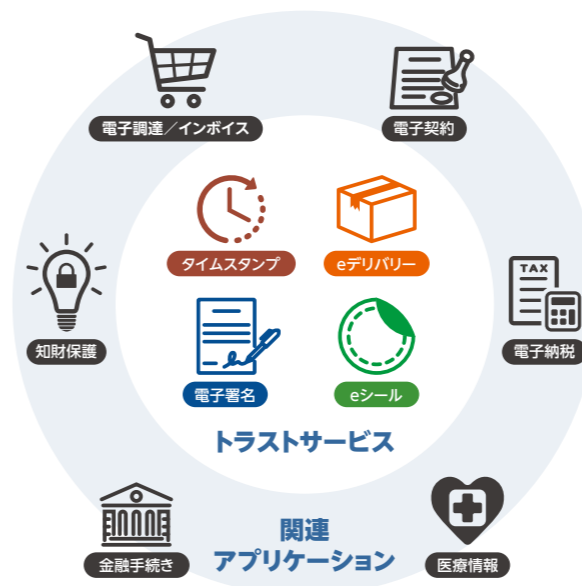 電子調達／インボイス
電子契約
タイムスタンプ
eデリバリー
知財保護
TAX
電子納税
電子署名
eシール
トラストサービス
金融手続き
関連
アプリケーション
医療情報